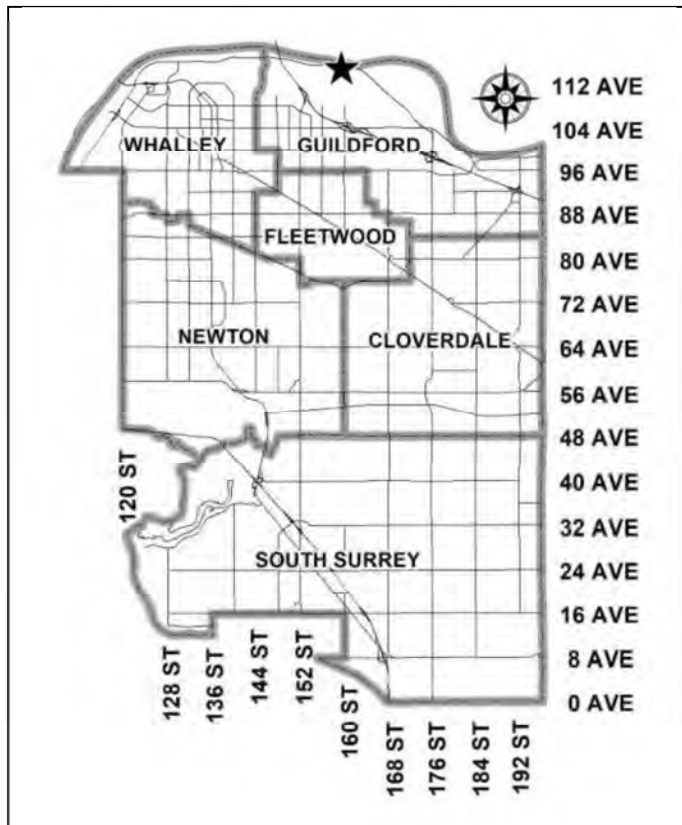 112 AVE
104 AVE
WHALLEY
GUILDFORD
96 AVE
88 AVE
FLEETWOOD
80 AVE
72 AVE
NEWTON
CLOVERDALE
64 AVE
56 AVE
48 AVE
120 ST
40 AVE
32 AVE
SOUTH SURREY
24 AVE
16 AVE
8 AVE
0 AVE
128 ST
136 ST
144 ST
152 ST
160 ST
168 ST
176 ST
184 ST
192 ST